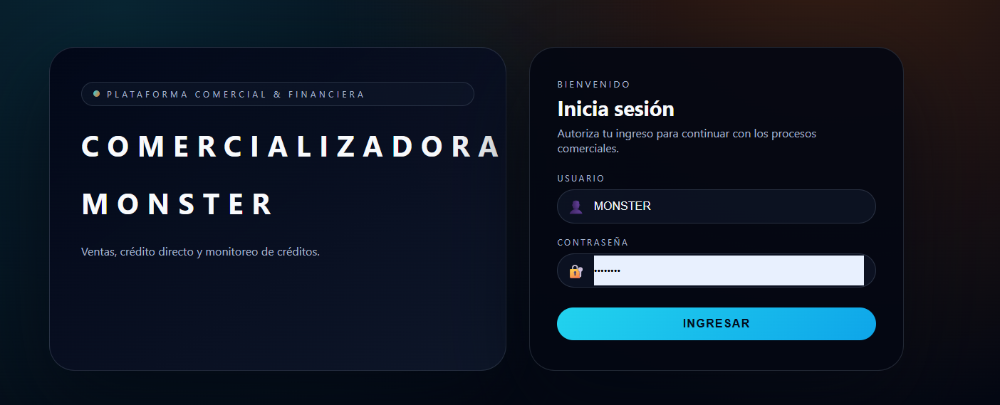 PLATAFORMA COMERCIAL & FINANCIERA
COMERCIALIZADORA
MONSTER
Ventas, crédito directo y monitoreo de créditos.
BIENVENIDO
Inicia sesión
Autoriza tu ingreso para continuar con los procesos
comerciales.
USUARIO
MONSTER
CONTRASEÑA
••••••••
INGRESAR